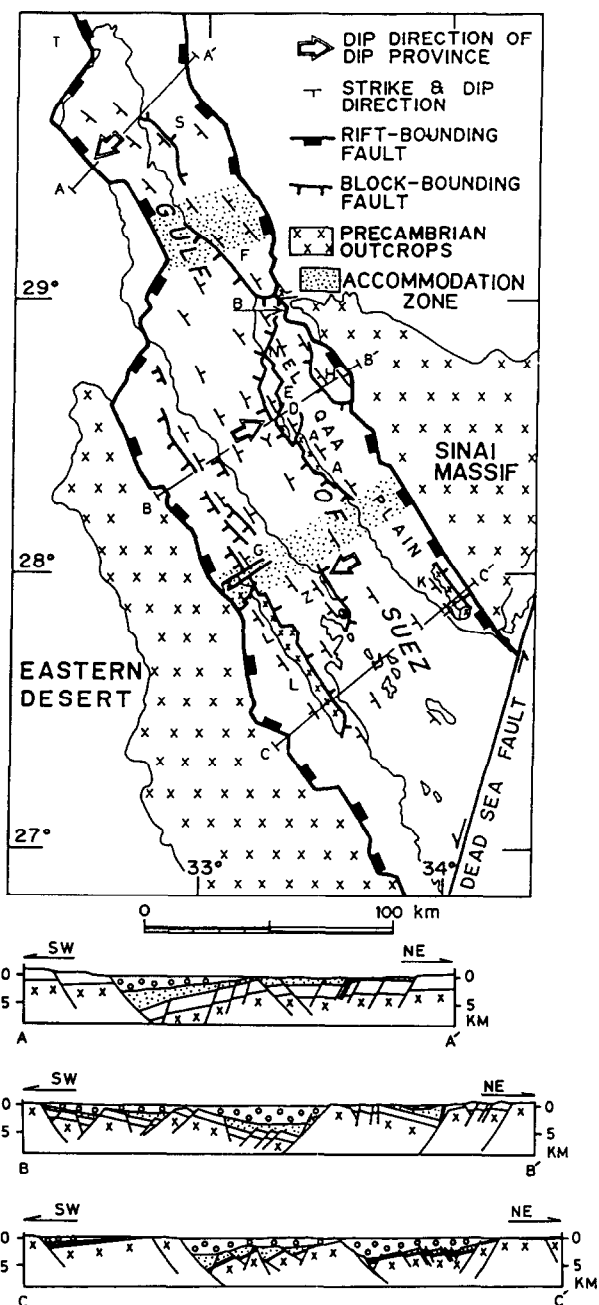 DIP DIRECTION OF
DIP PROVINCE
STRIKE & DIP
DIRECTION
RIFT-BOUNDING
FAULT
BLOCK-BOUNDING
FAULT
PRECAMBRIAN
OUTCROPS
ACCOMMODATION
ZONE
T
A'
S
A
GULF
F
29°
B
B'
M
EL
H
E
D
QAA
Y
A
A
SINAI
MASSIF
B
OF
PLAIN
28°
G
Z
K
C'
SUEZ
L
L
EASTERN
DESERT
C
27°
33°
34°
DEAD SEA FAULT
0 100 km
SW NE
0 0
5 5
KM
A A'
SW NE
0 0
5 5
KM
B B'
SW NE
0 0
5 5
KM
C C'